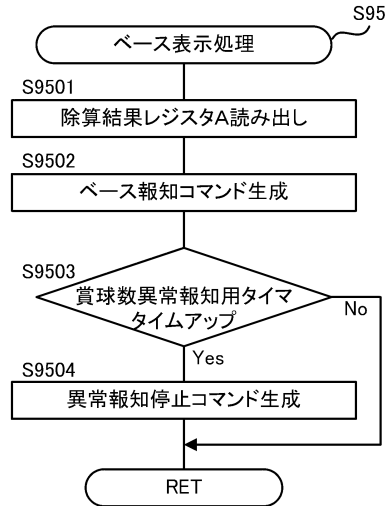 S95
ベース表示処理
S9501
除算結果レジスタA読み出し
S9502
ベース報知コマンド生成
S9503
賞球数異常報知用タイマ
タイムアップ
No
Yes
S9504
異常報知停止コマンド生成
RET